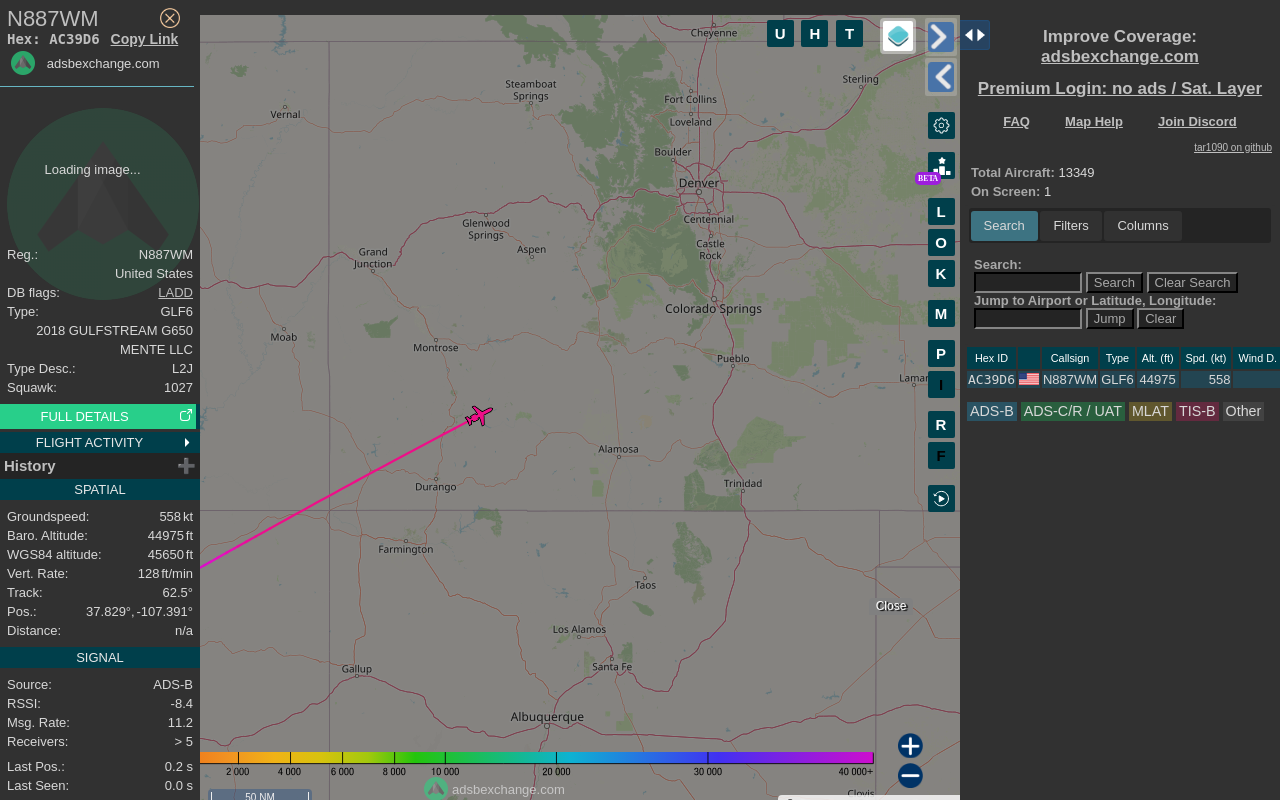 N887WM
Hex: AC39D6 Copy Link
adsbexchange.com
Loading image...
Reg.: N887WM
United States
DB flags: LADD
Type: GLF6
2018 GULFSTREAM G650
MENTE LLC
Type Desc.: L2J
Squawk: 1027
FULL DETAILS
FLIGHT ACTIVITY
History
SPATIAL
Groundspeed: 558 kt
Baro. Altitude: 44975 ft
WGS84 altitude: 45650 ft
Vert. Rate: 128 ft/min
Track: 62.5°
Pos.: 37.829°, -107.391°
Distance: n/a
SIGNAL
Source: ADS-B
RSSI: -8.4
Msg. Rate: 11.2
Receivers: > 5
Last Pos.: 0.2 s
Last Seen: 0.0 s
Cheyenne
U H T
Steamboat
Springs
Sterling
Vernal
Fort Collins
Loveland
Boulder
BETA
Denver
Glenwood
Springs
Centennial
L
Grand
Junction
Aspen
Castle
Rock
O
K
Colorado Springs
M
Moab
Montrose
P
Pueblo
I
R
Alamosa
F
Durango
Trinidad
Farmington
Taos
Close
Los Alamos
Gallup
Santa Fe
Albuquerque
2 000 4 000 6 000 8 000 10 000 20 000 30 000 40 000+
adsbexchange.com
50 NM
Clovis
Improve Coverage:
adsbexchange.com
Premium Login: no ads / Sat. Layer
FAQ Map Help Join Discord
tar1090 on github
Total Aircraft: 13349
On Screen: 1
Search Filters Columns
Search:
Search Clear Search
Jump to Airport or Latitude, Longitude:
Jump Clear
Hex ID Callsign Type Alt. (ft) Spd. (kt) Wind D.
AC39D6 N887WM GLF6 44975 558
ADS-B ADS-C/R / UAT MLAT TIS-B Other